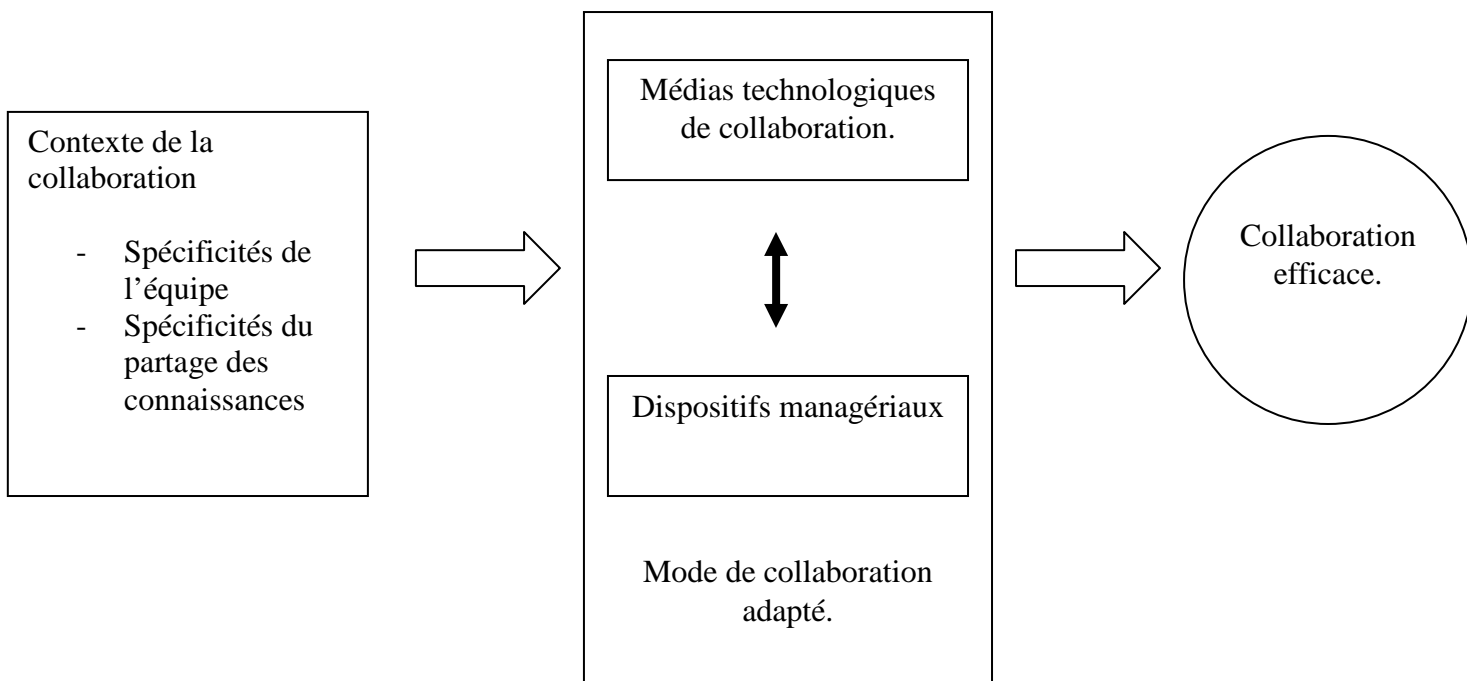 Contexte de la
collaboration
- Spécificités de
l’équipe
- Spécificités du
partage des
connaissances
Médias technologiques
de collaboration.
Dispositifs managériaux
Mode de collaboration
adapté.
Collaboration
efficace.